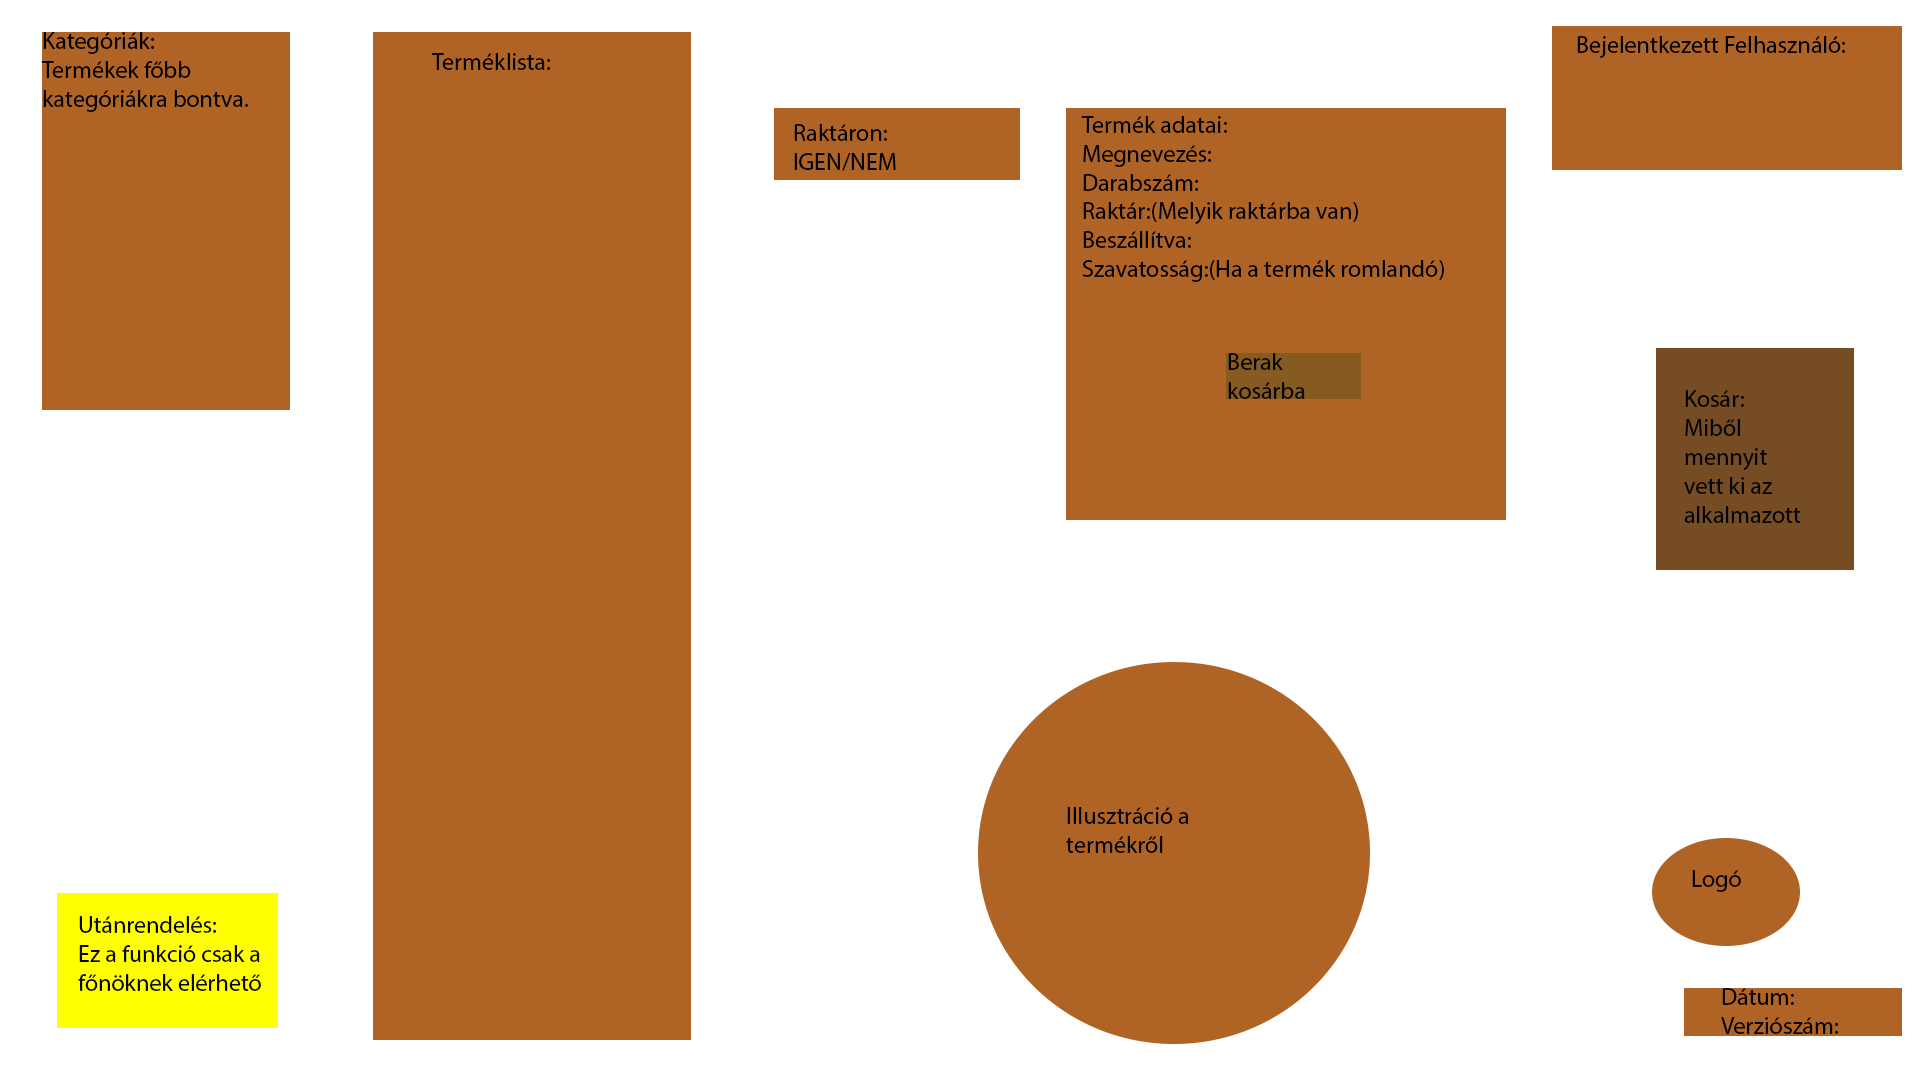 Kategóriák:
Termékek főbb
kategóriákra bontva.
Terméklista:
Raktáron:
IGEN/NEM
Termék adatai:
Megnevezés:
Darabszám:
Raktár:(Melyik raktárba van)
Beszállítva:
Szavatosság:(Ha a termék romlandó)
Berak
kosárba
Bejelentkezett Felhasználó:
Kosár:
Miből
mennyit
vett ki az
alkalmazott
Utánrendelés:
Ez a funkció csak a
főnöknek elérhető
Illusztráció a
termékről
Logó
Dátum:
Verziószám: